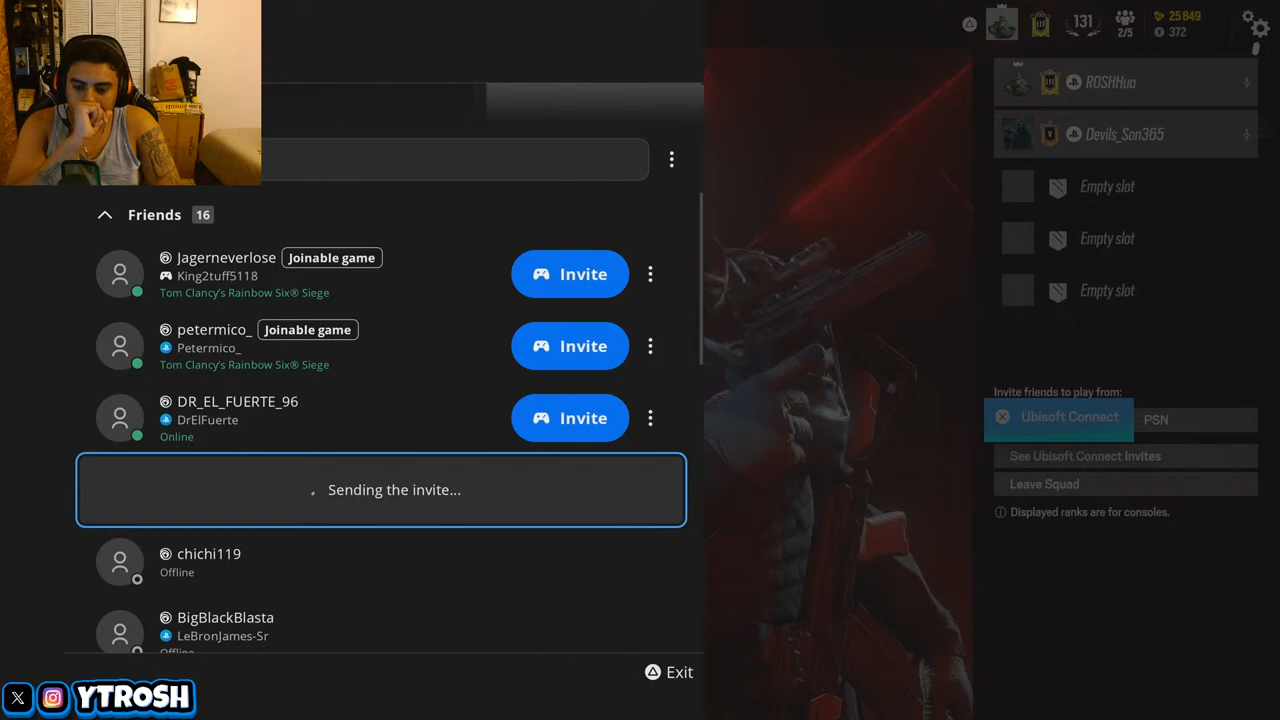 131
2/5
25 849
372
ROSHHua
Devils_Son365
Empty slot
Empty slot
Empty slot
Friends 16
Jagerneverlose Joinable game
King2tuff5118
Tom Clancy's Rainbow Six® Siege
Invite
petermico_ Joinable game
Petermico_
Tom Clancy's Rainbow Six® Siege
Invite
DR_EL_FUERTE_96
DrElFuerte
Online
Invite
Sending the invite...
chichi119
Offline
BigBlackBlasta
LeBronJames-Sr
Offline
Exit
Invite friends to play from:
Ubisoft Connect
PSN
See Ubisoft Connect Invites
Leave Squad
Displayed ranks are for consoles.
YTROSH